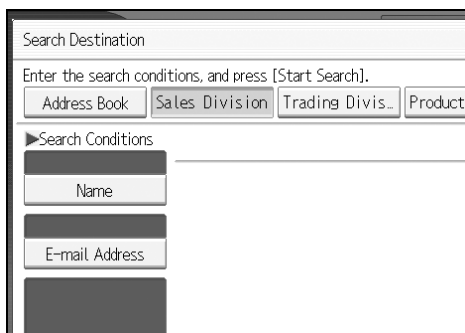 Search Destination
Enter the search conditions, and press [Start Search].
Address Book Sales Division Trading Divis... Product
▶Search Conditions
Name
E-mail Address